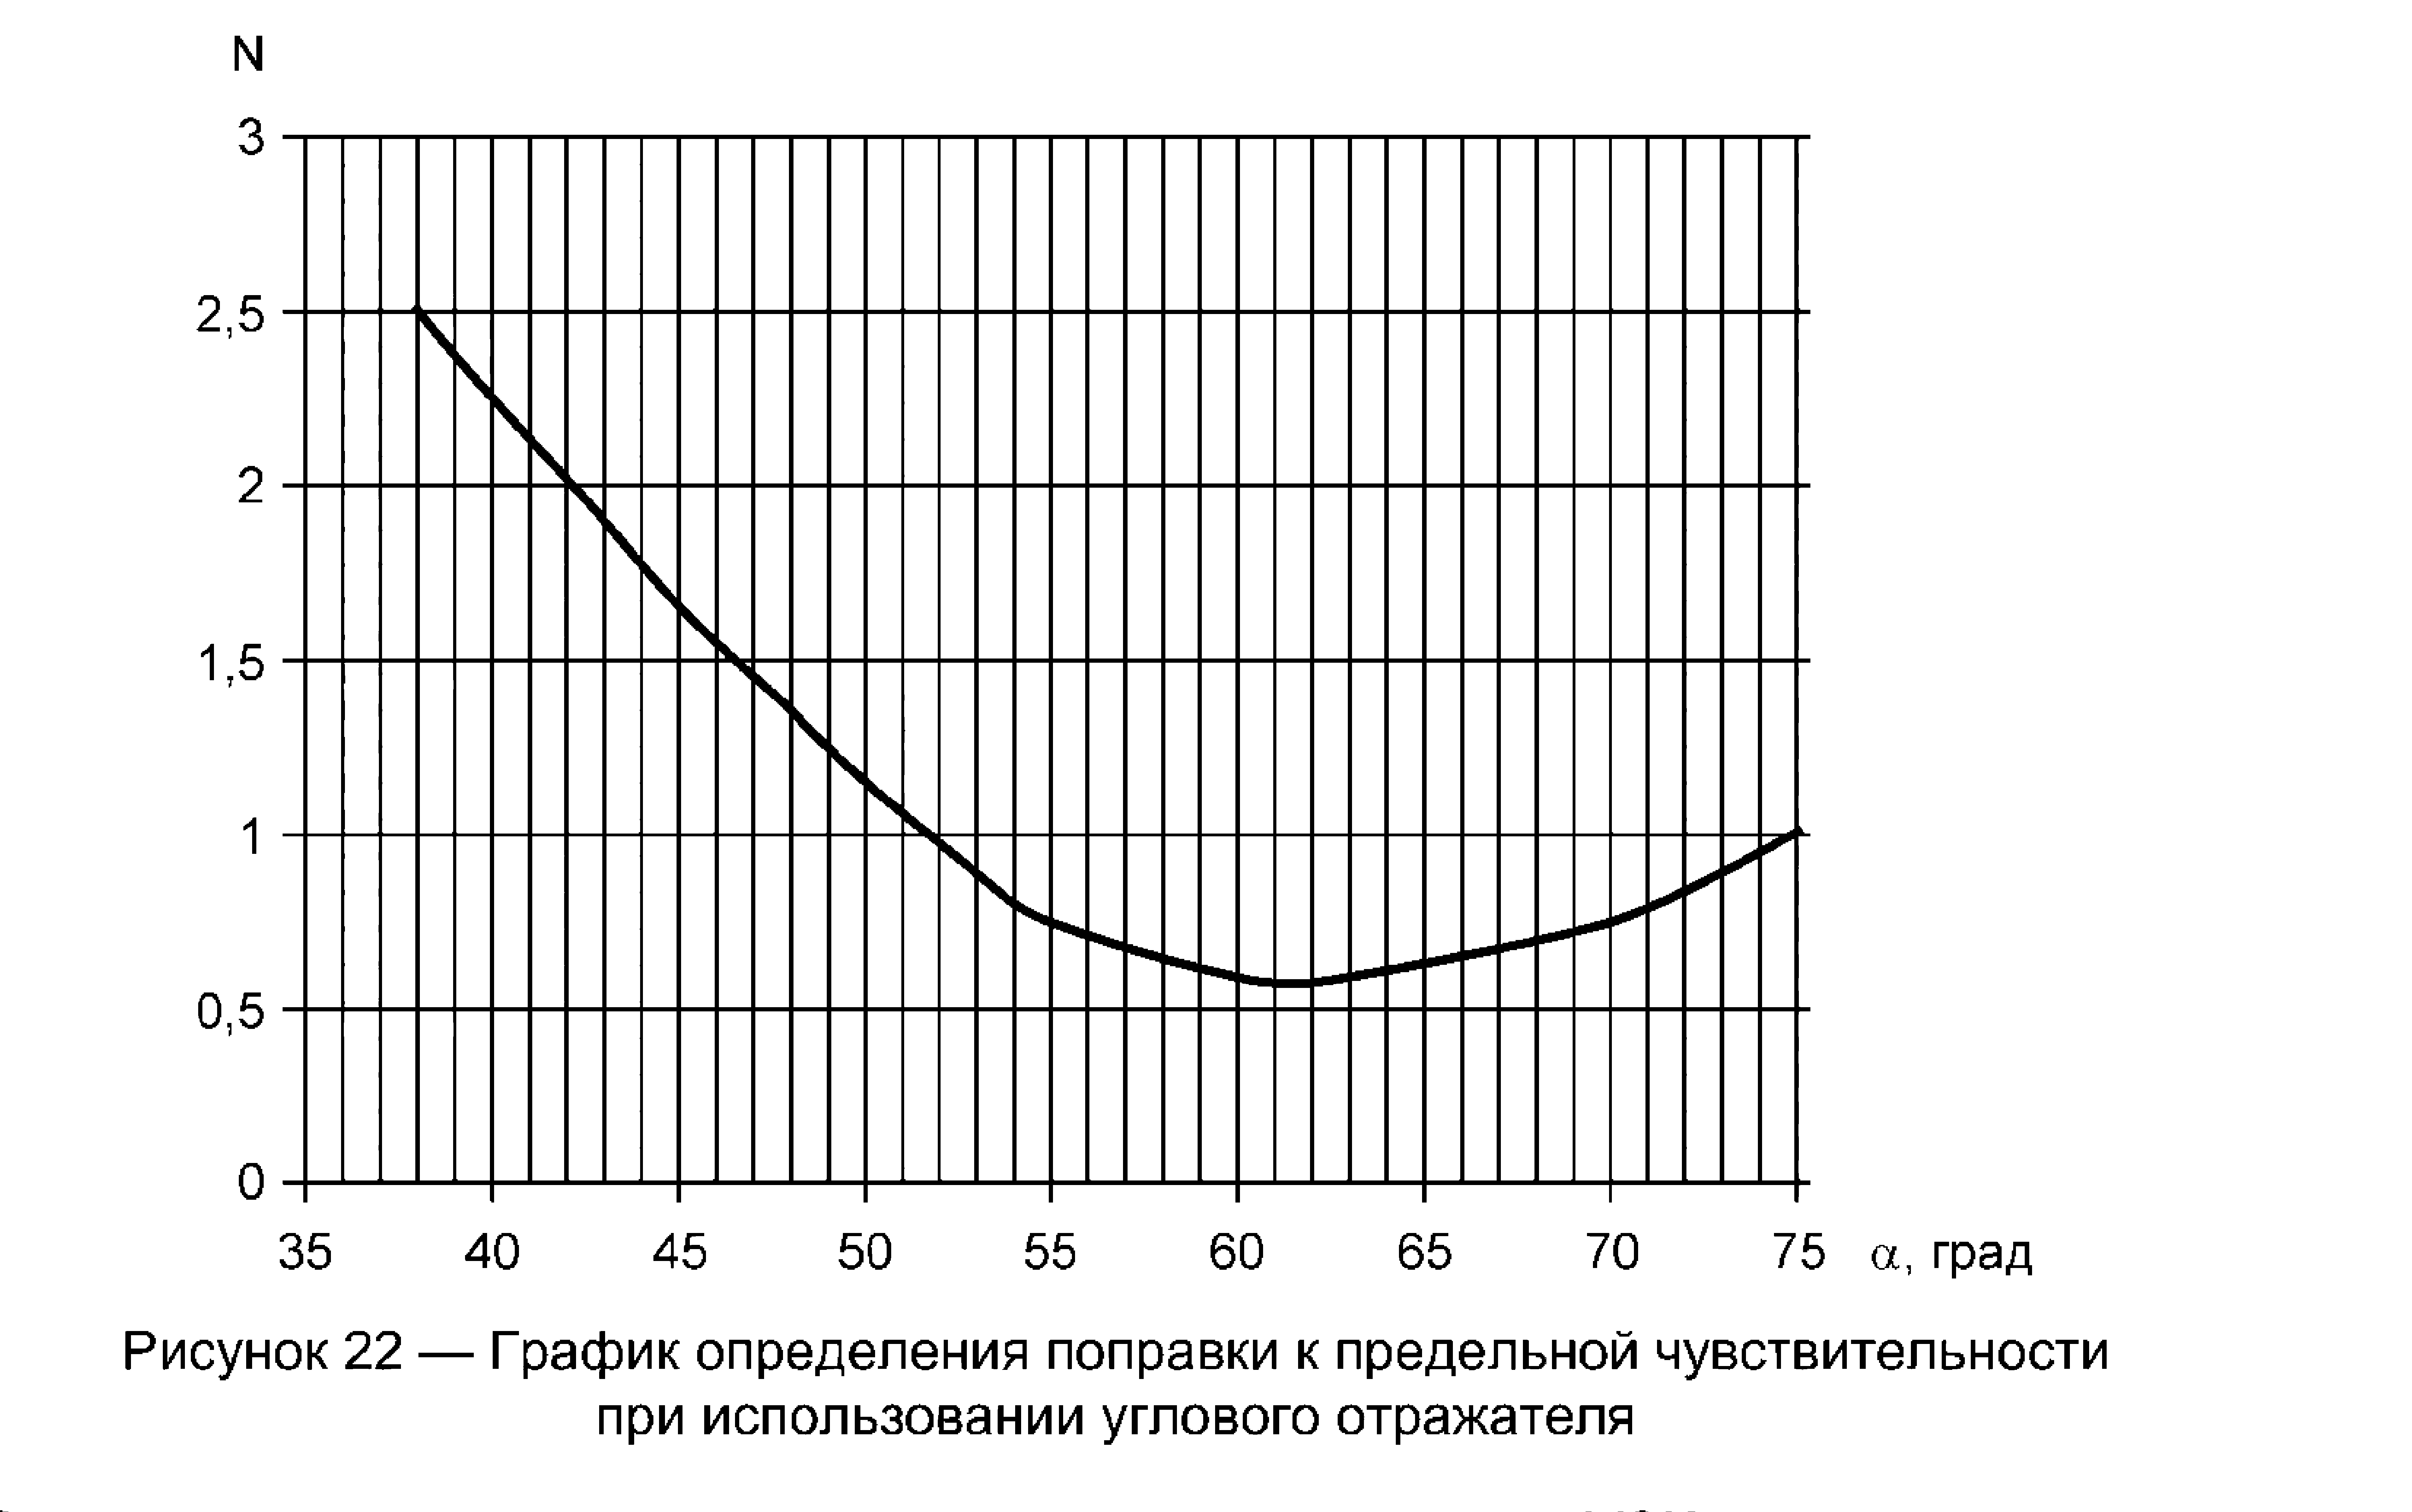 N
3
2,5
2
1,5
1
0,5
0
35 40 45 50 55 60 65 70 75 α, град
Рисунок 22 — График определения поправки к предельной чувствительности
при использовании углового отражателя